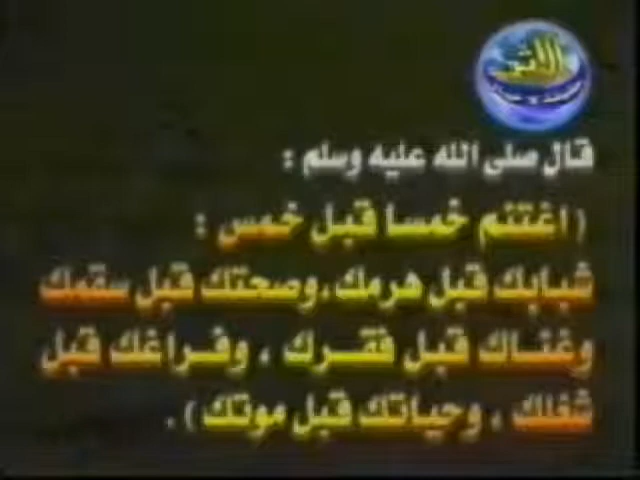 الأثر
قال صلى الله عليه وسلم :
( اغتنم خمسا قبل خمس :
شبابك قبل هرمك ، وصحتك قبل سقمك
وغناك قبل فقرك ، وفراغك قبل
شغلك ، وحياتك قبل موتك ) .